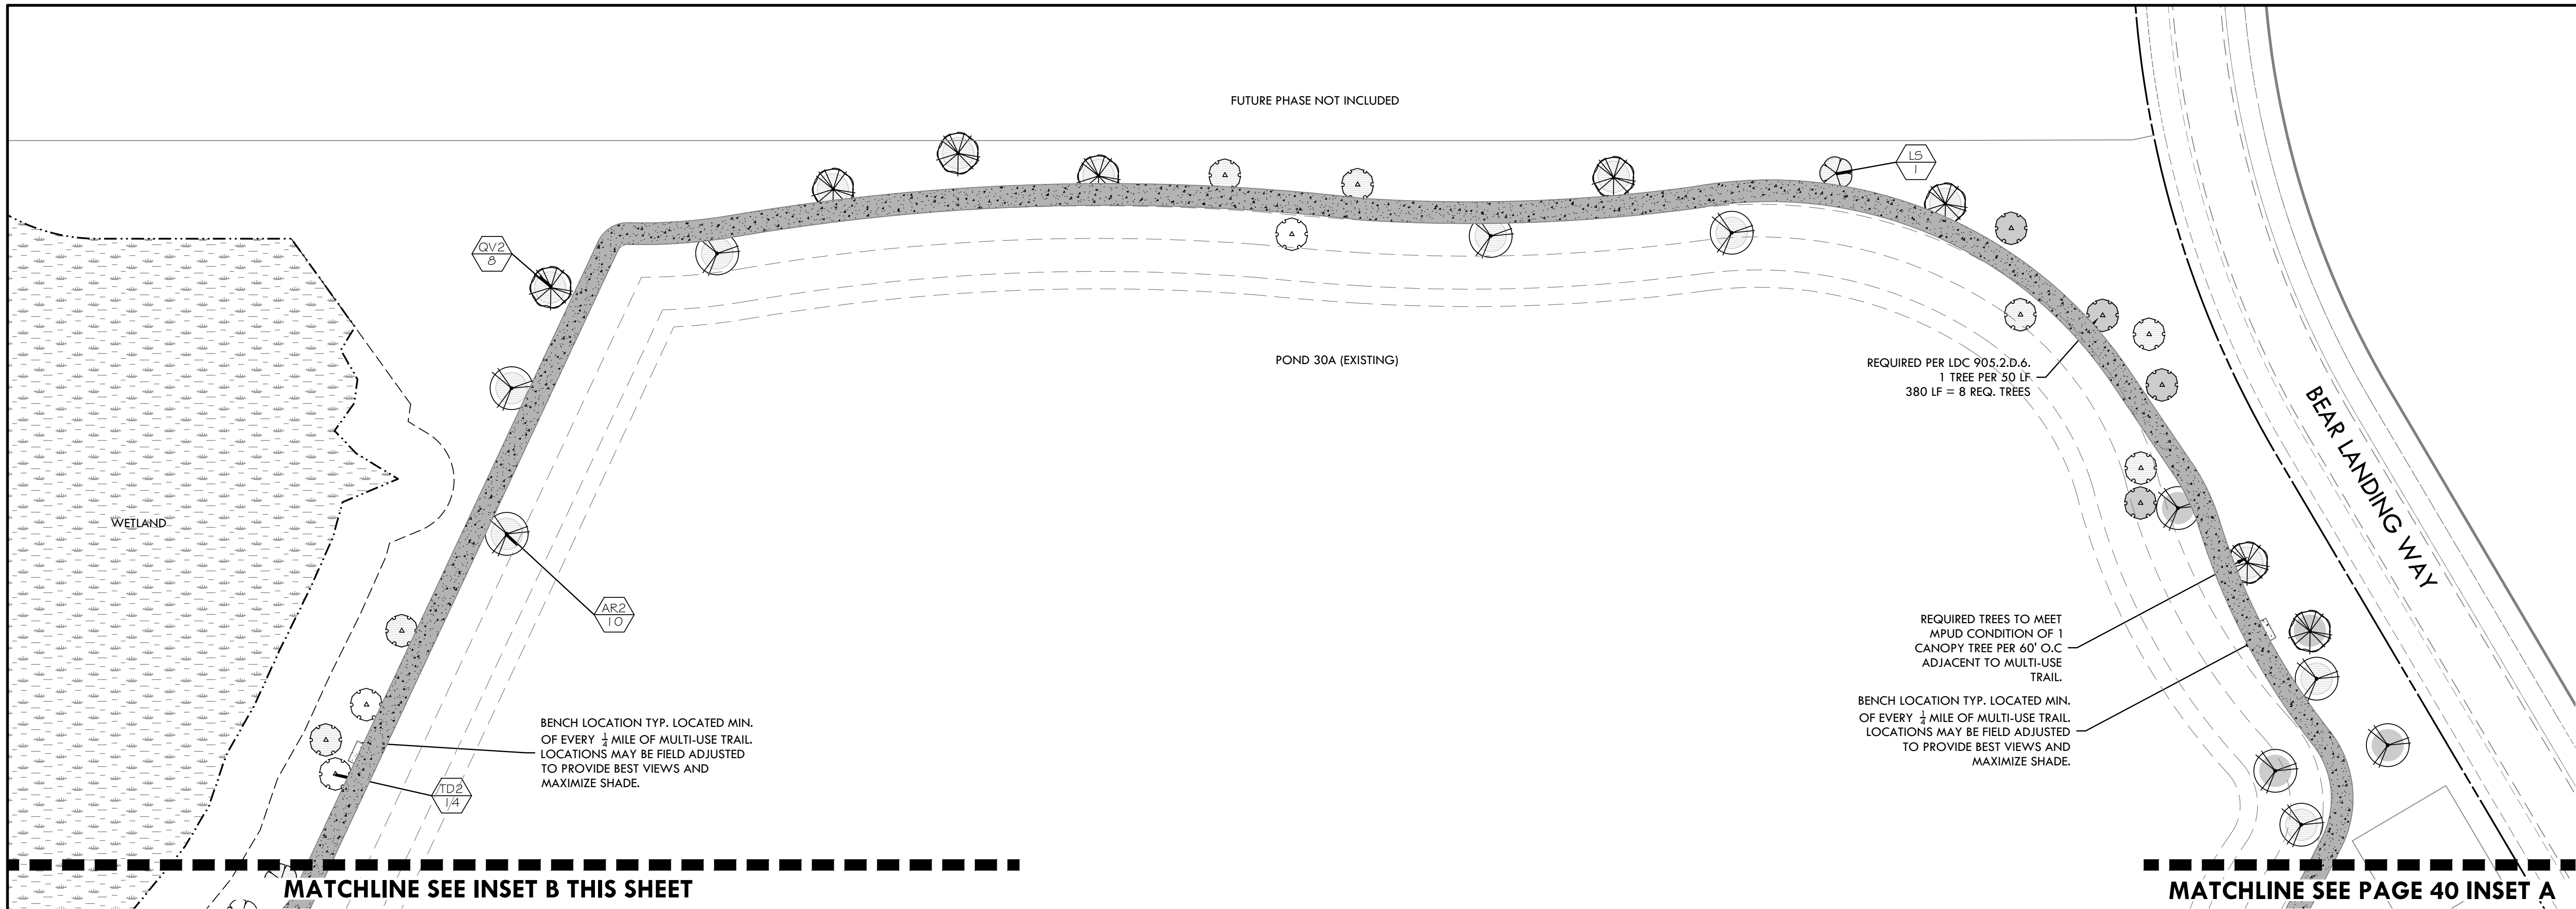 FUTURE PHASE NOT INCLUDED
LS
1
QV2
8
POND 30A (EXISTING)
REQUIRED PER LDC 905.2.D.6.
1 TREE PER 50 LF
380 LF = 8 REQ. TREES
BEAR LANDING WAY
WETLAND
AR2
10
REQUIRED TREES TO MEET
MPUD CONDITION OF 1
CANOPY TREE PER 60' O.C
ADJACENT TO MULTI-USE
TRAIL.
BENCH LOCATION TYP. LOCATED MIN.
OF EVERY 1/4 MILE OF MULTI-USE TRAIL.
LOCATIONS MAY BE FIELD ADJUSTED
TO PROVIDE BEST VIEWS AND
MAXIMIZE SHADE.
BENCH LOCATION TYP. LOCATED MIN.
OF EVERY 1/4 MILE OF MULTI-USE TRAIL.
LOCATIONS MAY BE FIELD ADJUSTED
TO PROVIDE BEST VIEWS AND
MAXIMIZE SHADE.
TD2
14
MATCHLINE SEE INSET B THIS SHEET
MATCHLINE SEE PAGE 40 INSET A